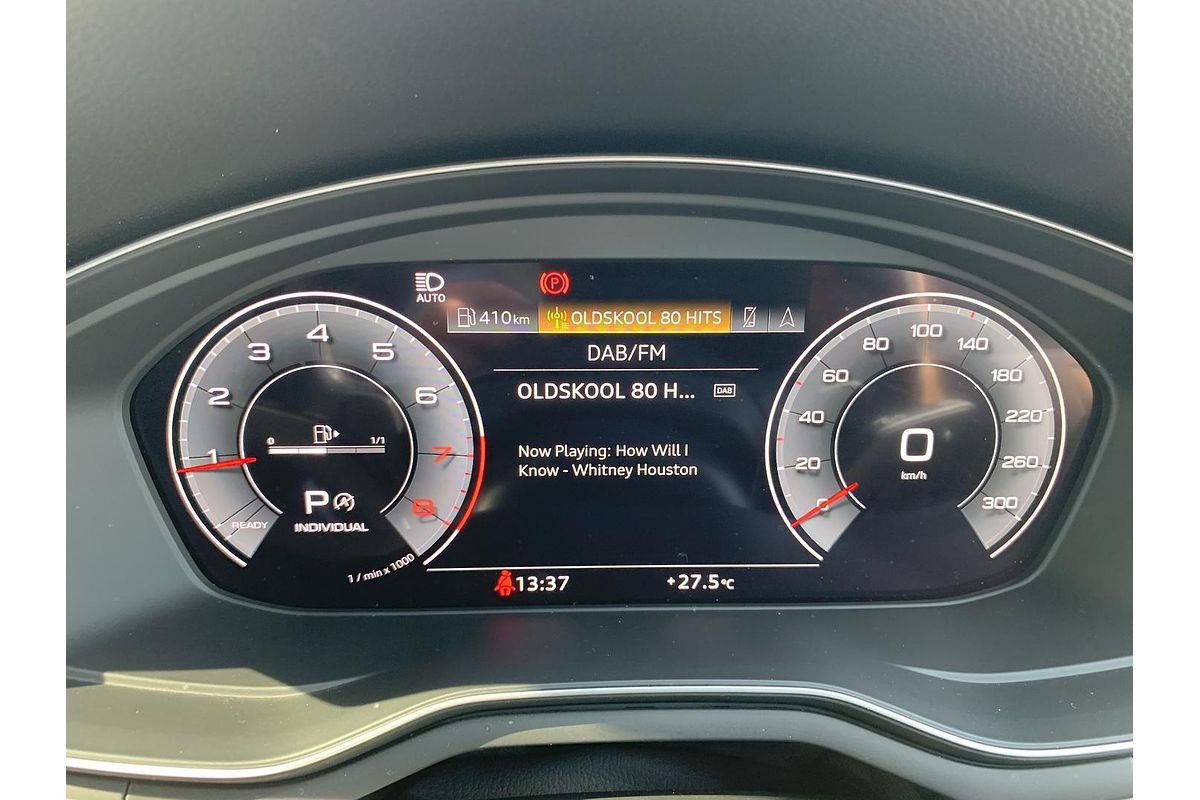 AUTO
P
410 km
OLDSKOOL 80 HITS
DAB/FM
OLDSKOOL 80 H... DAB
Now Playing: How Will I
Know - Whitney Houston
13:37
+27.5°C
READY
1
2
3
4
5
6
7
8
0 1/1
P A
INDIVIDUAL
1 / min x 1000
0
20
40
60
80
100
140
180
220
260
300
0
km/h